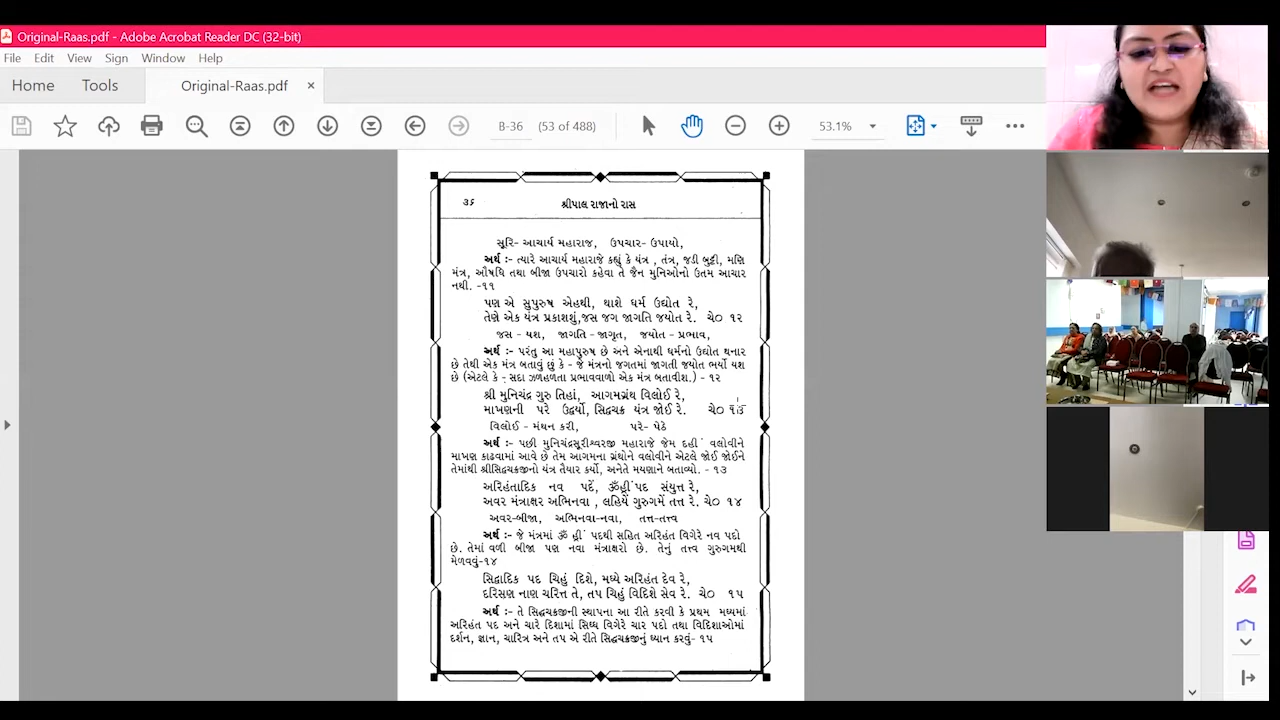 Original-Raas.pdf - Adobe Acrobat Reader DC (32-bit)
File Edit View Sign Window Help
Home Tools Original-Raas.pdf ×
B-36 (53 of 488) 53.1%
૩૬ શ્રીપાલ રાજાનો રાસ
સૂરિ- આચાર્ય મહારાજ, ઉપચાર- ઉપાયો,
અર્થ :- ત્યારે આચાર્ય મહારાજે કહ્યું કે યંત્ર , તંત્ર, જડી બુટ્ટી, મણિ
મંત્ર, ઔષધિ તથા બીજા ઉપચારો કહેવા તે જૈન મુનિઓનો ઉતમ આચાર
નથી. -૧૧
પણ એ સુપુરુષ એહથી, થાશે ધર્મ ઉદ્યોત રે,
તેણે એક યંત્ર પ્રકાશશું,જસ જગ જાગતિ જ્યોત રે. ચે૦ ૧૨
જસ - યશ, જાગતિ -જાગૃત, જયોત - પ્રભાવ,
અર્થ :- પરંતુ આ મહાપુરુષ છે અને એનાથી ધર્મનો ઉદ્યોત થનાર
છે તેથી એક મંત્ર બતાવું છું કે - જે મંત્રનો જગતમાં જાગતી જ્યોત ભર્યો યશ
છે (એટલે કે - સદા ઝળહળતા પ્રભાવવાળો એક મંત્ર બતાવીશ.) - ૧૨
શ્રી મુનિચંદ્ર ગુરુ તિહાં, આગમગ્રંથ વિલોઈ રે,
માખણની પરે ઉદ્ધર્યો, સિદ્ધચક્ર યંત્ર જોઈ રે. ચે૦ ૧૩
વિલોઈ - મંથન કરી, પરે- પેઠે
અર્થ :- પછી મુનિચંદ્રસૂરીશ્વરજી મહારાજે જેમ દહીં વલોવીને
માખણ કાઢવામાં આવે છે તેમ આગમના ગ્રંથોને વલોવીને એટલે જોઈ જોઈને
તેમાંથી શ્રીસિદ્ધચક્રજીનો યંત્ર તૈયાર કર્યો, અનેતે મયણાને બતાવ્યો. - ૧૩
અરિહંતાદિક નવ પદેં, ૐહ્રીં પદ સંયુત્ત રે,
અવર મંત્રાક્ષર અભિનવા , લહિયેં ગુરુગમેં તત્ત રે. ચે૦ ૧૪
અવર-બીજા, અભિનવા-નવા, તત્ત-તત્ત્વ
અર્થ :- જે મંત્રમાં ૐ હ્રીં પદથી સહિત અરિહંત વિગેરે નવ પદો
છે. તેમાં વળી બીજા પણ નવા મંત્રાક્ષરો છે. તેનું તત્ત્વ ગુરુગમથી
મેળવવું-૧૪
સિદ્ધાદિક પદ ચિહું દિશે, મધ્યે અરિહંત દેવ રે,
દરિસણ નાણ ચરિત્ત તે, તપ ચિહું વિદિશે સેવ રે. ચે૦ ૧૫
અર્થ :- તે સિદ્ધચક્રજીની સ્થાપના આ રીતે કરવી કે પ્રથમ મધ્યમાં
અરિહંત પદ અને ચારે દિશામાં સિધ્ધ વિગેરે ચાર પદો તથા વિદિશાઓમાં
દર્શન, જ્ઞાન, ચારિત્ર અને તપ એ રીતે સિદ્ધચક્રજીનું ધ્યાન કરવું- ૧૫